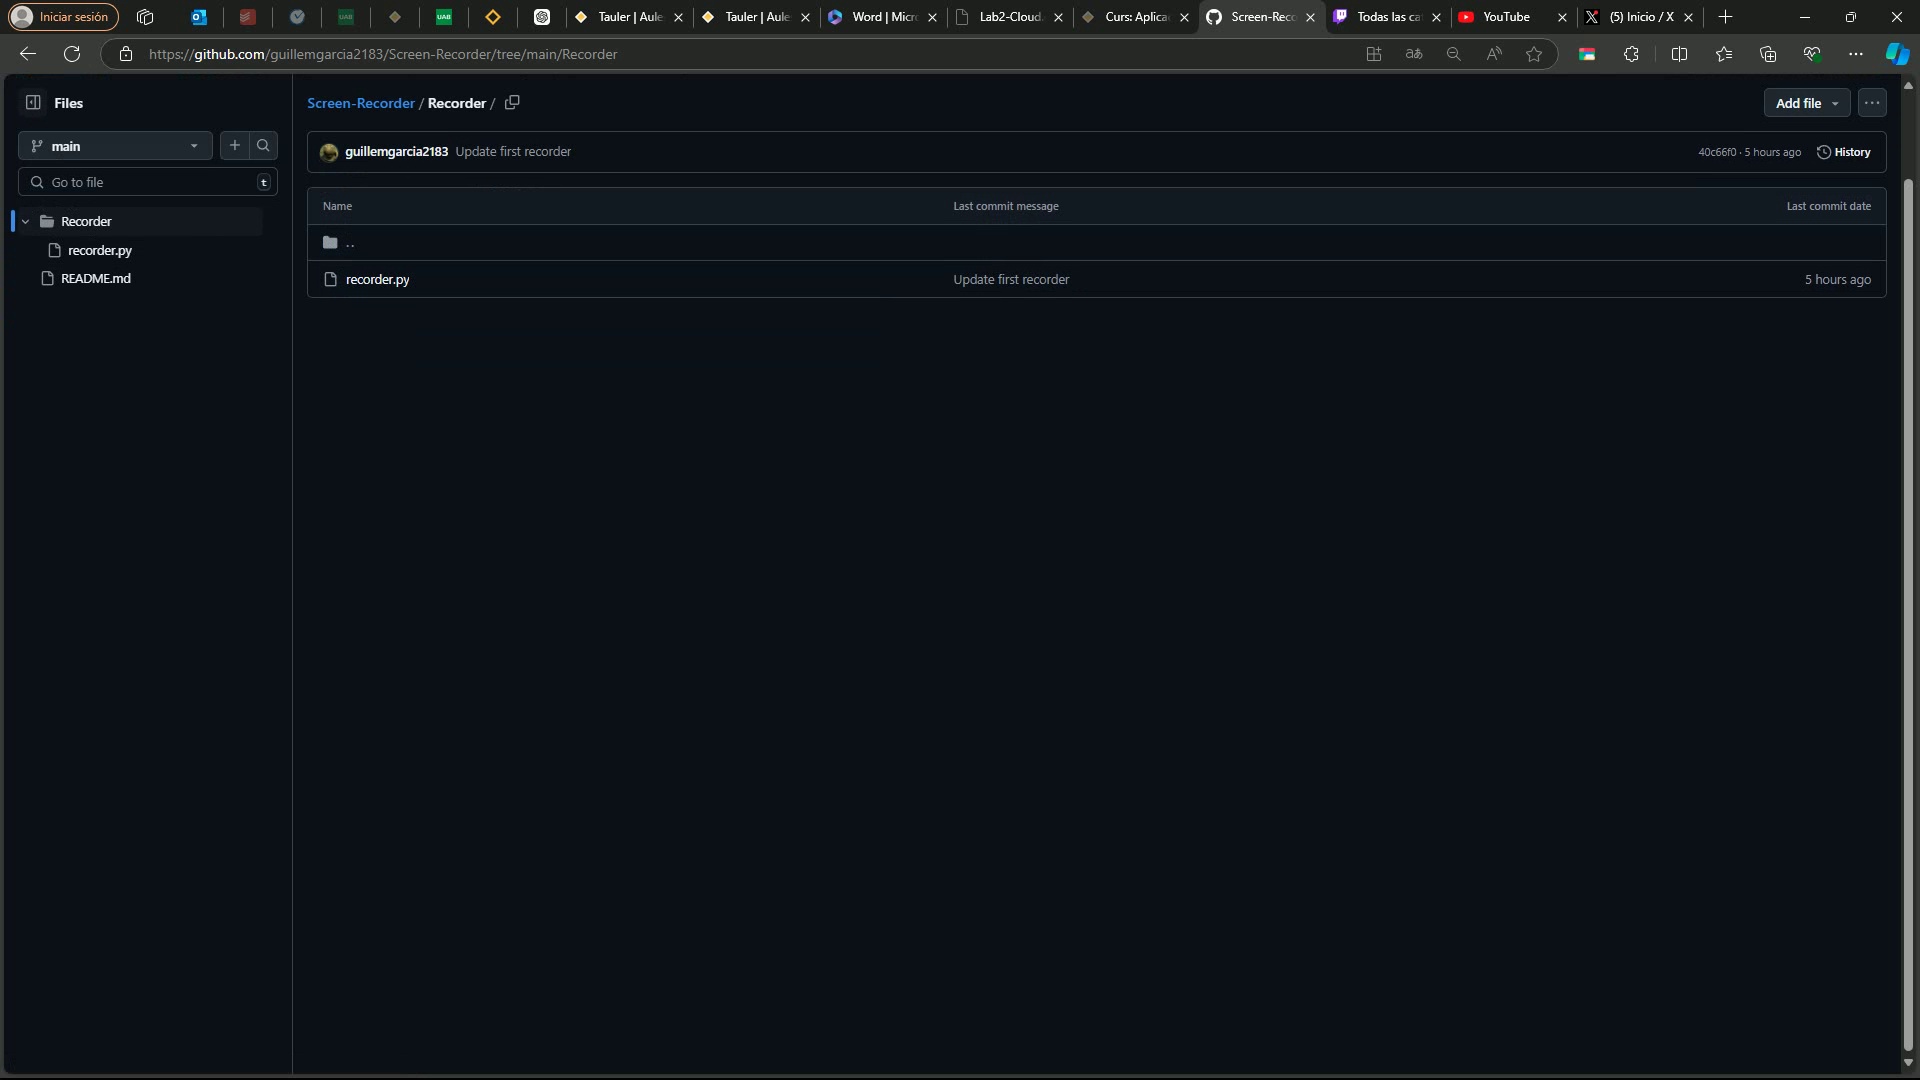 Iniciar sesión
UAB
UAB
Tauler | Aule
Tauler | Aule
Word | Micr
Lab2-Cloud.
Curs: Aplica
Screen-Reco
Todas las ca
YouTube
(5) Inicio / X
https://github.com/guillemgarcia2183/Screen-Recorder/tree/main/Recorder
Files
Screen-Recorder / Recorder /
Add file
main
guillemgarcia2183 Update first recorder
40c66f0 · 5 hours ago
History
Go to file
t
Name
Last commit message
Last commit date
Recorder
..
recorder.py
README.md
recorder.py
Update first recorder
5 hours ago